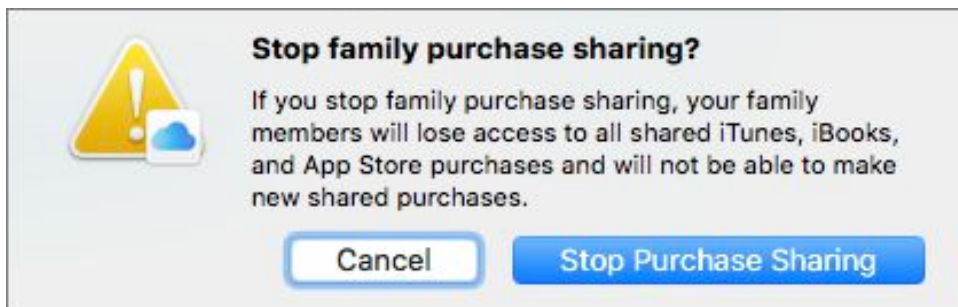 Stop family purchase sharing?
If you stop family purchase sharing, your family
members will lose access to all shared iTunes, iBooks,
and App Store purchases and will not be able to make
new shared purchases.
Cancel
Stop Purchase Sharing